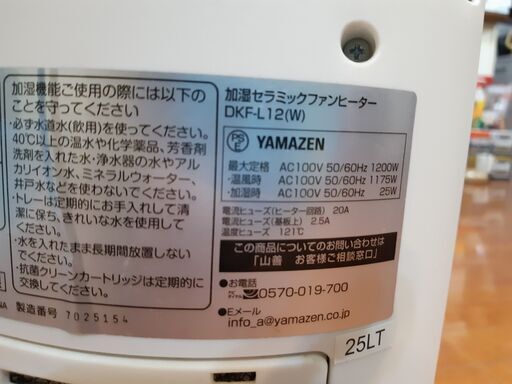 加湿機能ご使用の際には以下の
ことを守ってください
・必ず水道水(飲用)を使ってください。
40℃以上の温水や化学薬品、芳香剤
洗剤を入れた水・浄水器の水やアル
カリイオン水、ミネラルウォーター、
井戸水などを使わないでください。
・トレーは定期的にお手入れして清
潔に保ち、きれいな水を使用してく
ださい。
・水を入れたまま長期間放置しない
でください。
・抗菌クリーンカートリッジは定期的に
交換してください。
NA 製造番号 7025154
加湿セラミックファンヒーター
DKF-L12(W)
PSE YAMAZEN
最大定格 AC100V 50/60Hz 1200W
・温風時 AC100V 50/60Hz 1175W
・加湿時 AC100V 50/60Hz 25W
電流ヒューズ(ヒーター回路) 20A
電流ヒューズ(基板上) 2.5A
温度ヒューズ 121℃
この商品についてのお問い合わせは
「山善 お客様ご相談窓口」
●ナビダイヤル 0570-019-700
●Eメール
info_a@yamazen.co.jp
25LT